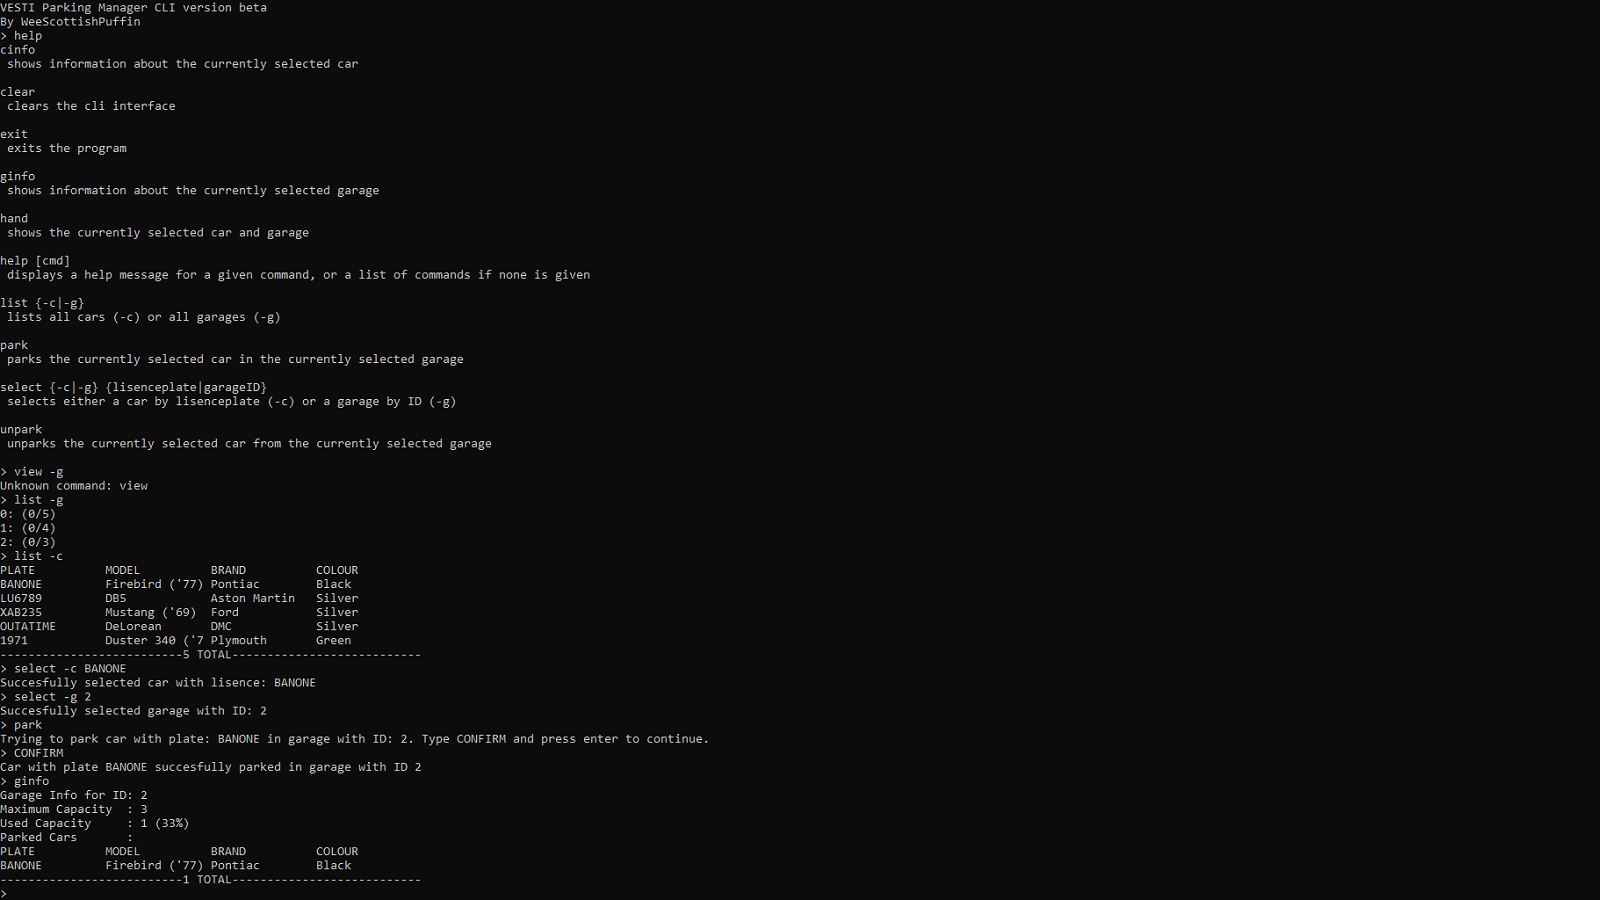 VESTI Parking Manager CLI version beta
By WeeScottishPuffin
> help
cinfo
 shows information about the currently selected car

clear
 clears the cli interface

exit
 exits the program

ginfo
 shows information about the currently selected garage

hand
 shows the currently selected car and garage

help [cmd]
 displays a help message for a given command, or a list of commands if none is given

list {-c|-g}
 lists all cars (-c) or all garages (-g)

park
 parks the currently selected car in the currently selected garage

select {-c|-g} {lisenceplate|garageID}
 selects either a car by lisenceplate (-c) or a garage by ID (-g)

unpark
 unparks the currently selected car from the currently selected garage

> view -g
Unknown command: view
> list -g
0: (0/5)
1: (0/4)
2: (0/3)
> list -c
PLATE          MODEL          BRAND          COLOUR
BANONE         Firebird ('77) Pontiac        Black
LU6789         DB5            Aston Martin   Silver
XAB235         Mustang ('69)  Ford           Silver
OUTATIME       DeLorean       DMC            Silver
1971           Duster 340 ('7 Plymouth       Green
--------------------------5 TOTAL---------------------------
> select -c BANONE
Succesfully selected car with lisence: BANONE
> select -g 2
Succesfully selected garage with ID: 2
> park
Trying to park car with plate: BANONE in garage with ID: 2. Type CONFIRM and press enter to continue.
> CONFIRM
Car with plate BANONE succesfully parked in garage with ID 2
> ginfo
Garage Info for ID: 2
Maximum Capacity  : 3
Used Capacity     : 1 (33%)
Parked Cars       :
PLATE          MODEL          BRAND          COLOUR
BANONE         Firebird ('77) Pontiac        Black
--------------------------1 TOTAL---------------------------
>